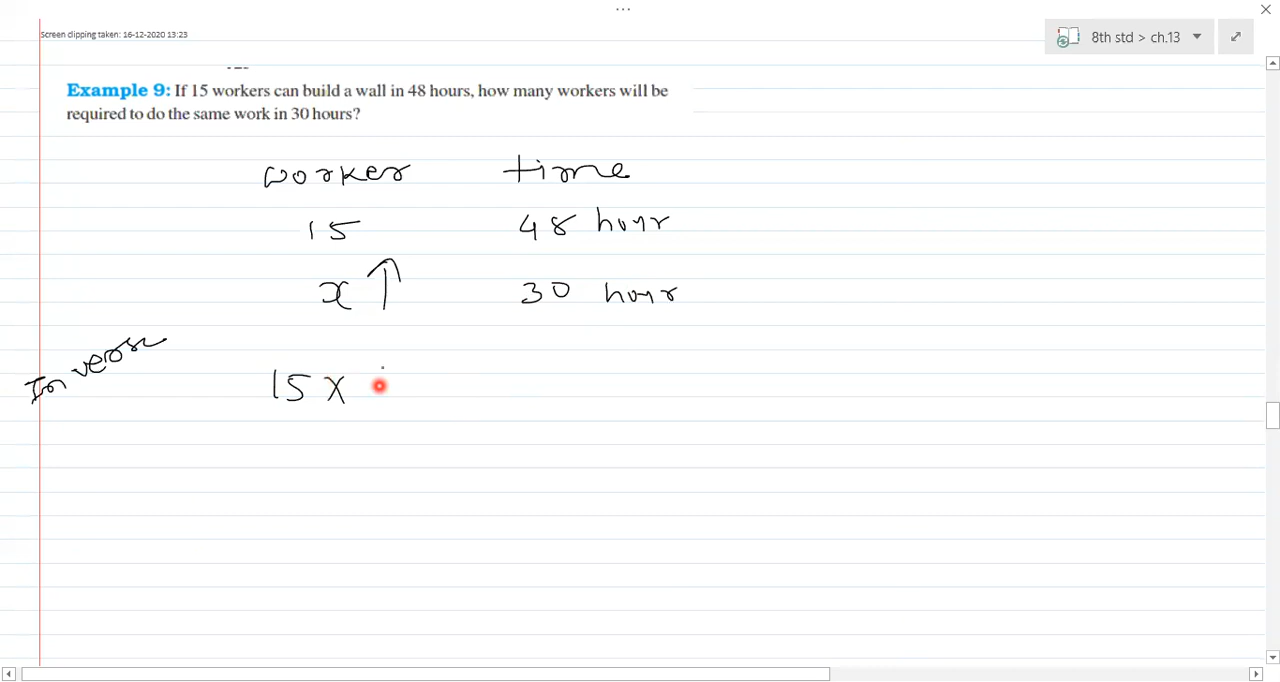 Screen clipping taken: 16-12-2020 13:23
8th std > ch.13
Example 9: If 15 workers can build a wall in 48 hours, how many workers will be
required to do the same work in 30 hours?
worker time
15 48 hour
x ↑ 30 hour
Inverse
15 X